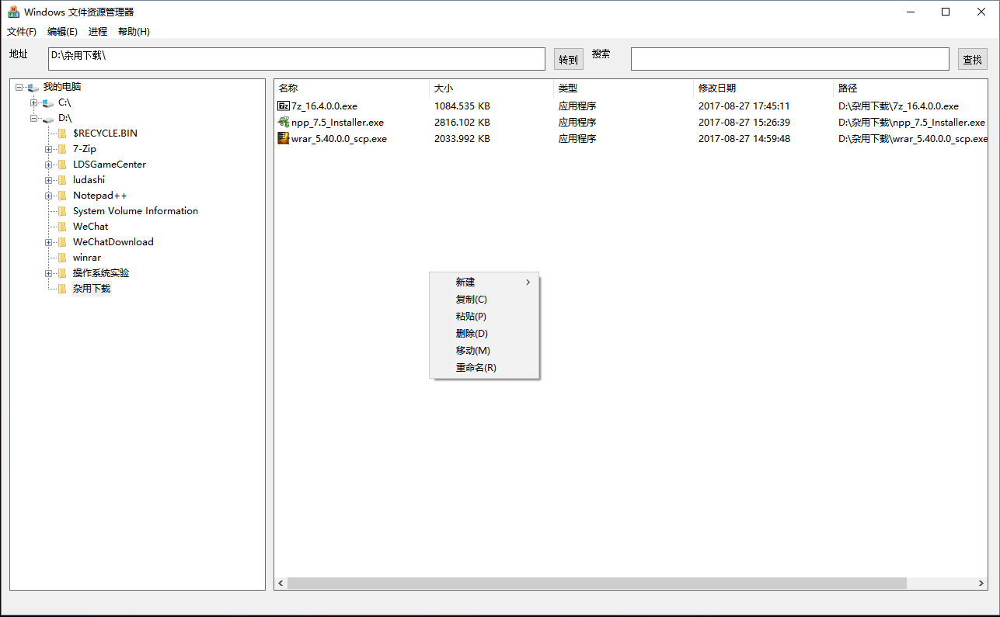 Windows 文件资源管理器
文件(F) 编辑(E) 进程 帮助(H)
地址 D:\杂用下载\ 转到 搜索 查找
我的电脑
C:\
D:\
$RECYCLE.BIN
7-Zip
LDSGameCenter
ludashi
Notepad++
System Volume Information
WeChat
WeChatDownload
winrar
操作系统实验
杂用下载
名称 大小 类型 修改日期 路径
7z_16.4.0.0.exe 1084.535 KB 应用程序 2017-08-27 17:45:11 D:\杂用下载\7z_16.4.0.0.exe
npp_7.5_Installer.exe 2816.102 KB 应用程序 2017-08-27 15:26:39 D:\杂用下载\npp_7.5_Installer.exe
wrar_5.40.0.0_scp.exe 2033.992 KB 应用程序 2017-08-27 14:59:48 D:\杂用下载\wrar_5.40.0.0_scp.exe
新建
复制(C)
粘贴(P)
删除(D)
移动(M)
重命名(R)